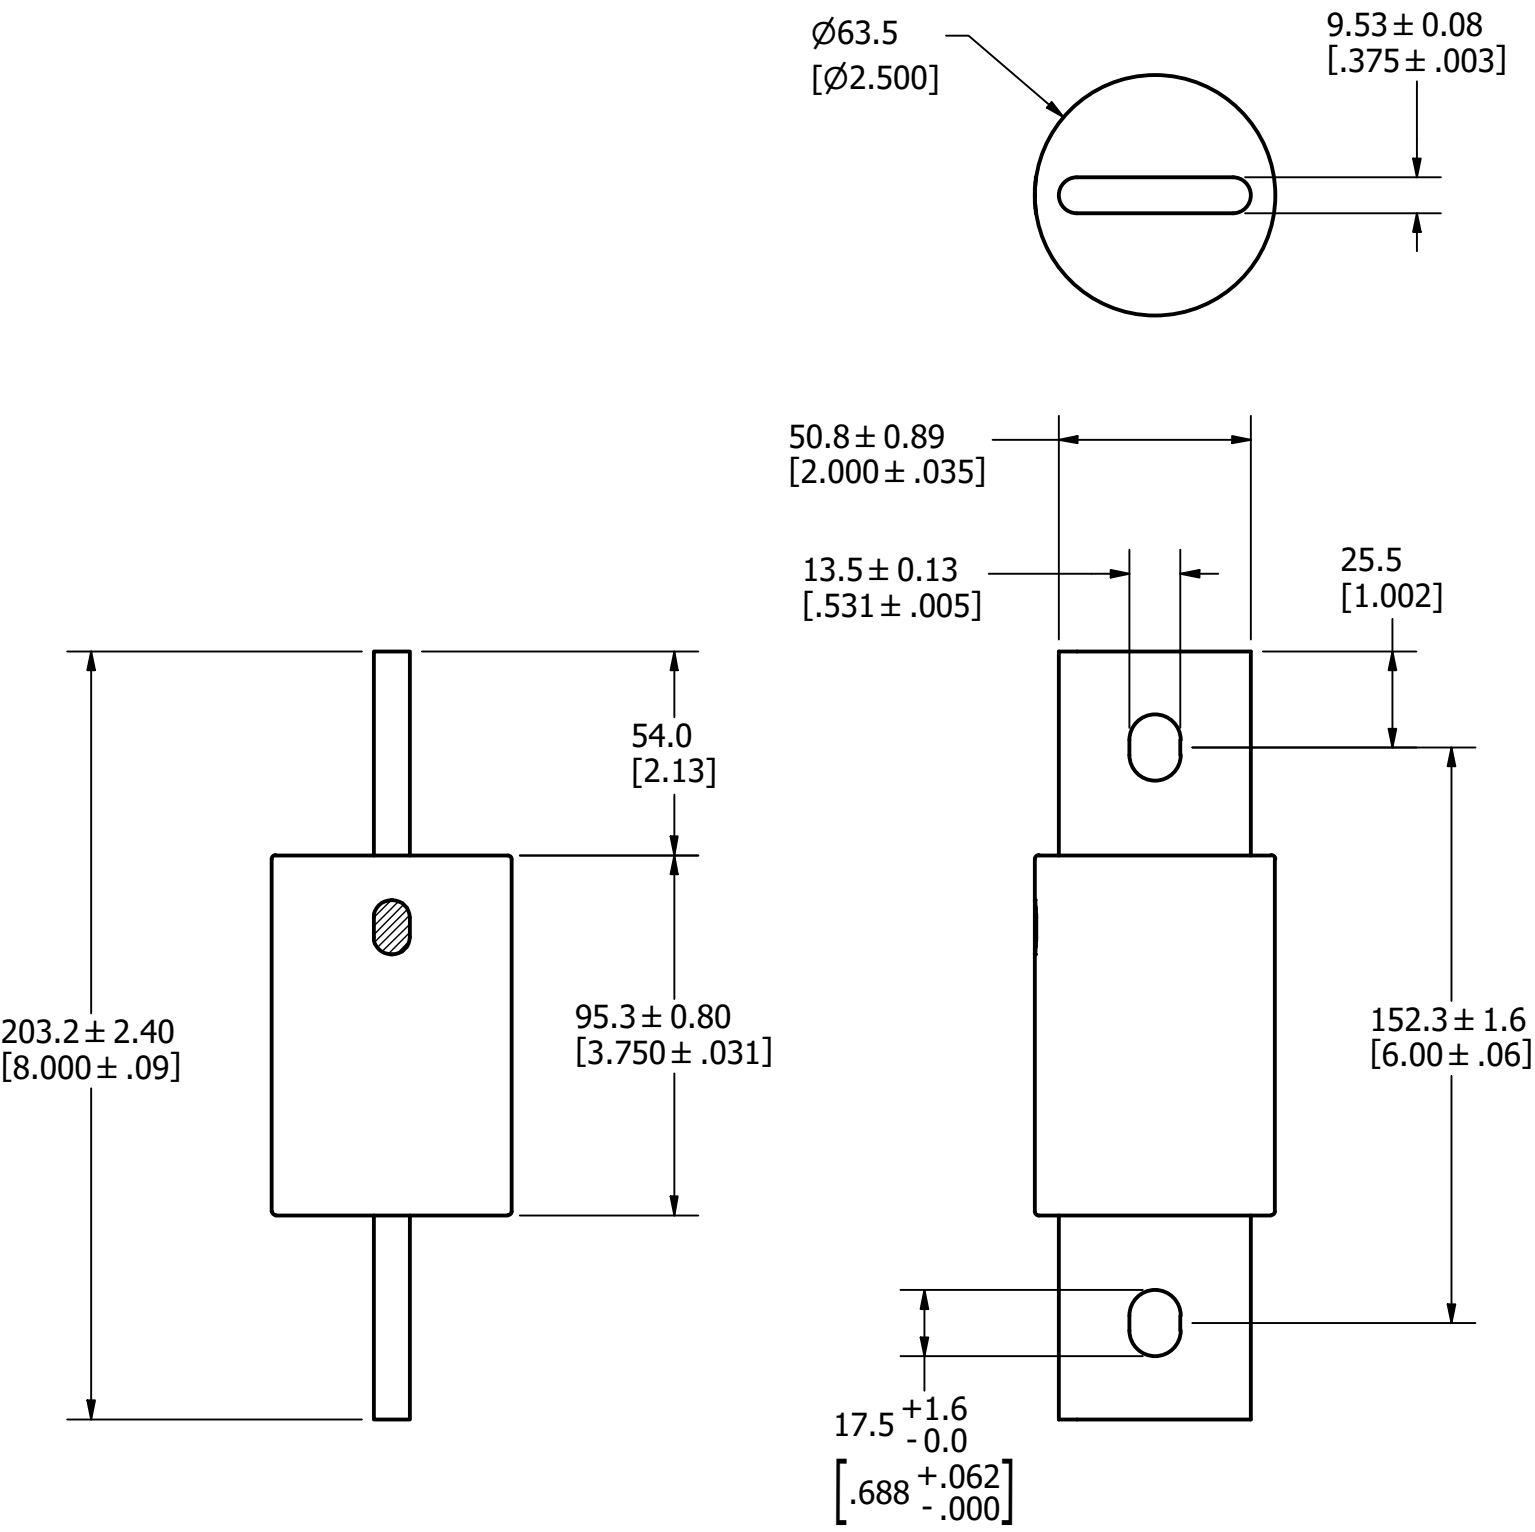 Ø63.5
[Ø2.500]
9.53 ± 0.08
[.375 ± .003]
50.8 ± 0.89
[2.000 ± .035]
13.5 ± 0.13
[.531 ± .005]
25.5
[1.002]
54.0
[2.13]
203.2 ± 2.40
[8.000 ± .09]
95.3 ± 0.80
[3.750 ± .031]
152.3 ± 1.6
[6.00 ± .06]
17.5 +1.6
-0.0
[.688 +.062
-.000]